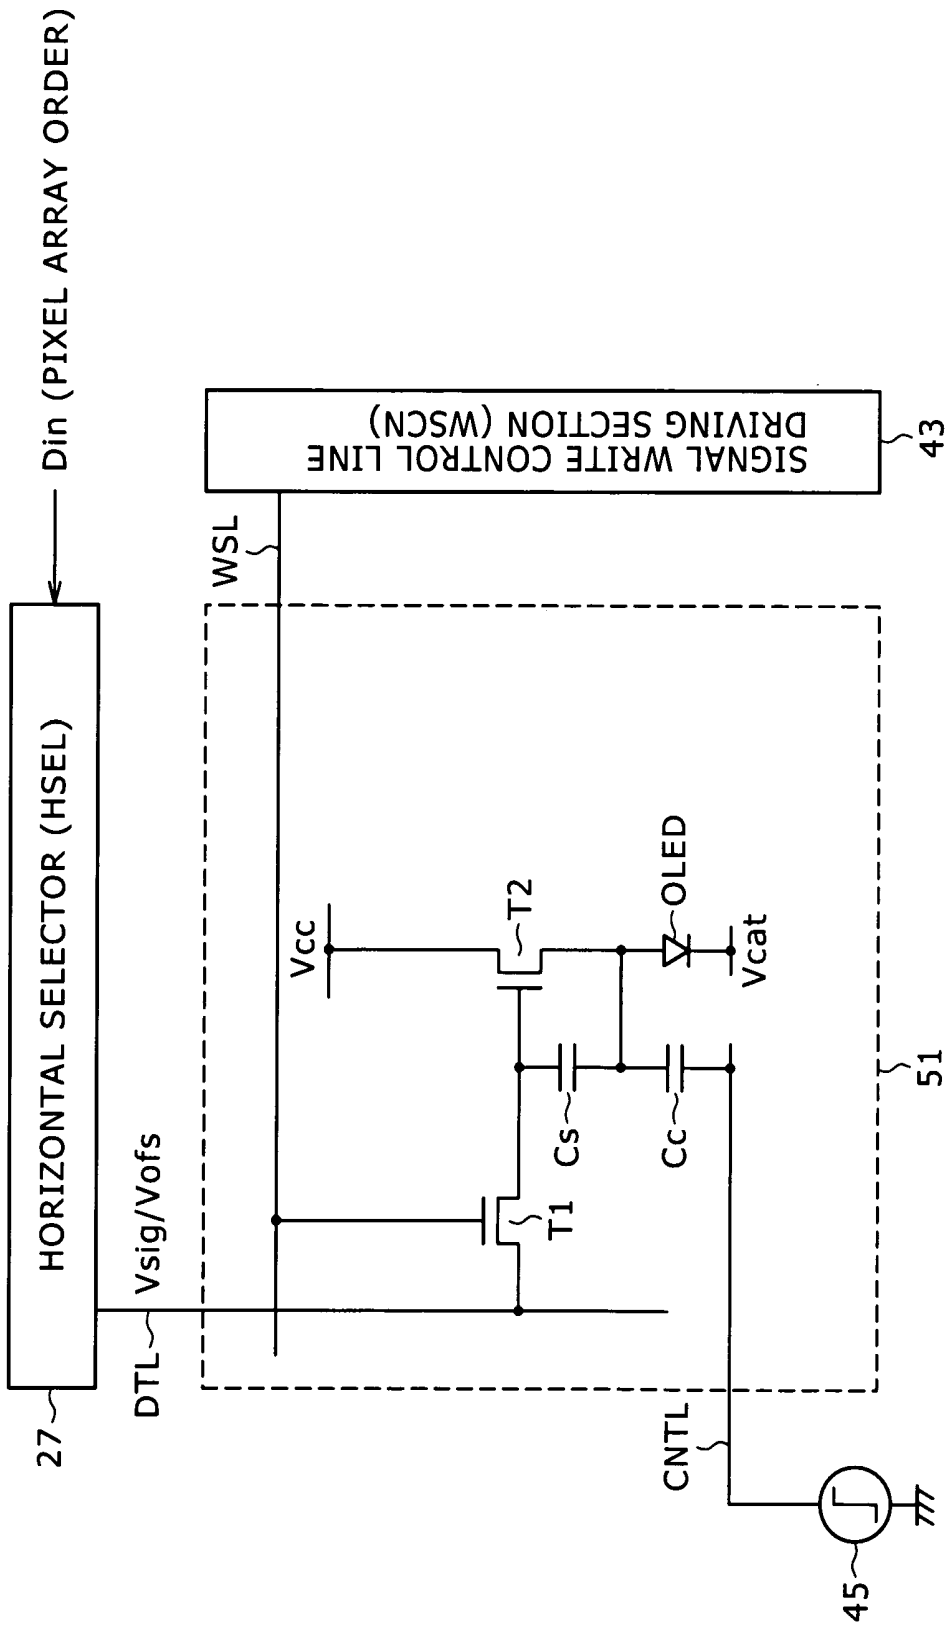 Din (PIXEL ARRAY ORDER)
HORIZONTAL SELECTOR (HSEL)
27
DTL
Vsig/Vofs
WSL
SIGNAL WRITE CONTROL LINE
DRIVING SECTION (WSCN)
43
Vcc
T2
T1
Cs
Cc
OLED
Vcat
51
CNTL
45